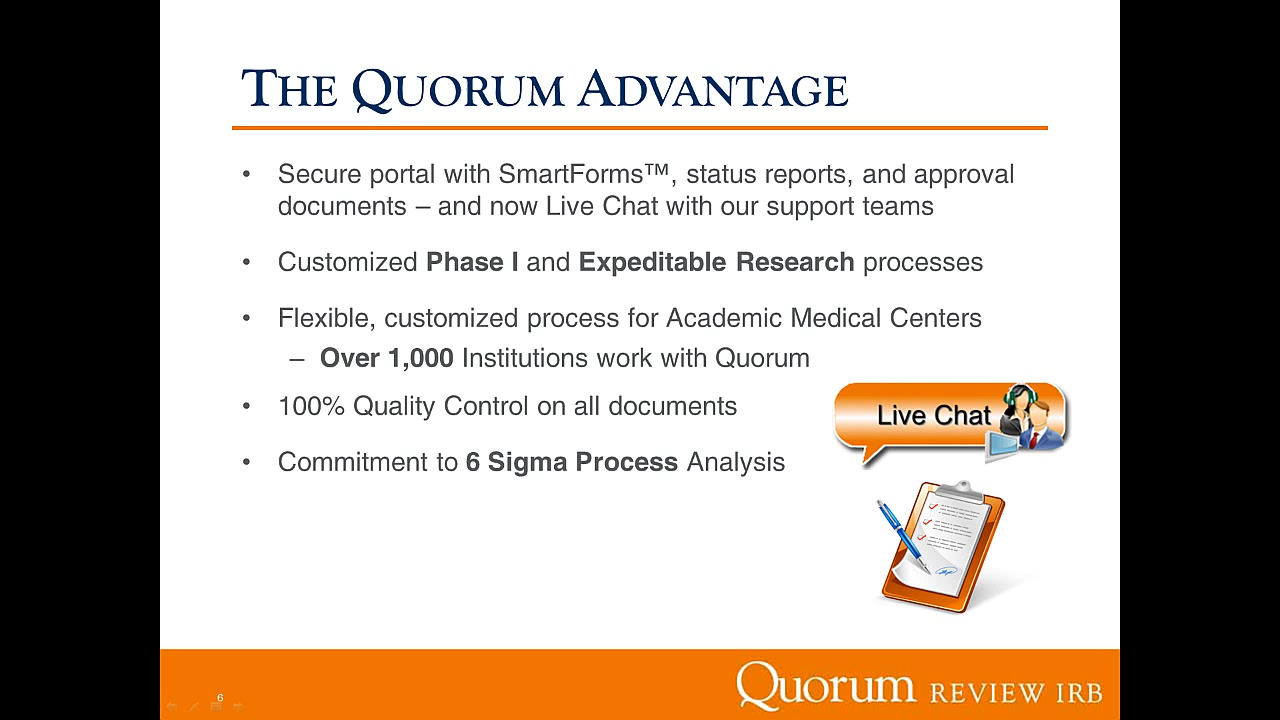 THE QUORUM ADVANTAGE
• Secure portal with SmartForms™, status reports, and approval
documents – and now Live Chat with our support teams
• Customized Phase I and Expeditable Research processes
• Flexible, customized process for Academic Medical Centers
– Over 1,000 Institutions work with Quorum
• 100% Quality Control on all documents
Live Chat
• Commitment to 6 Sigma Process Analysis
6
Quorum REVIEW IRB